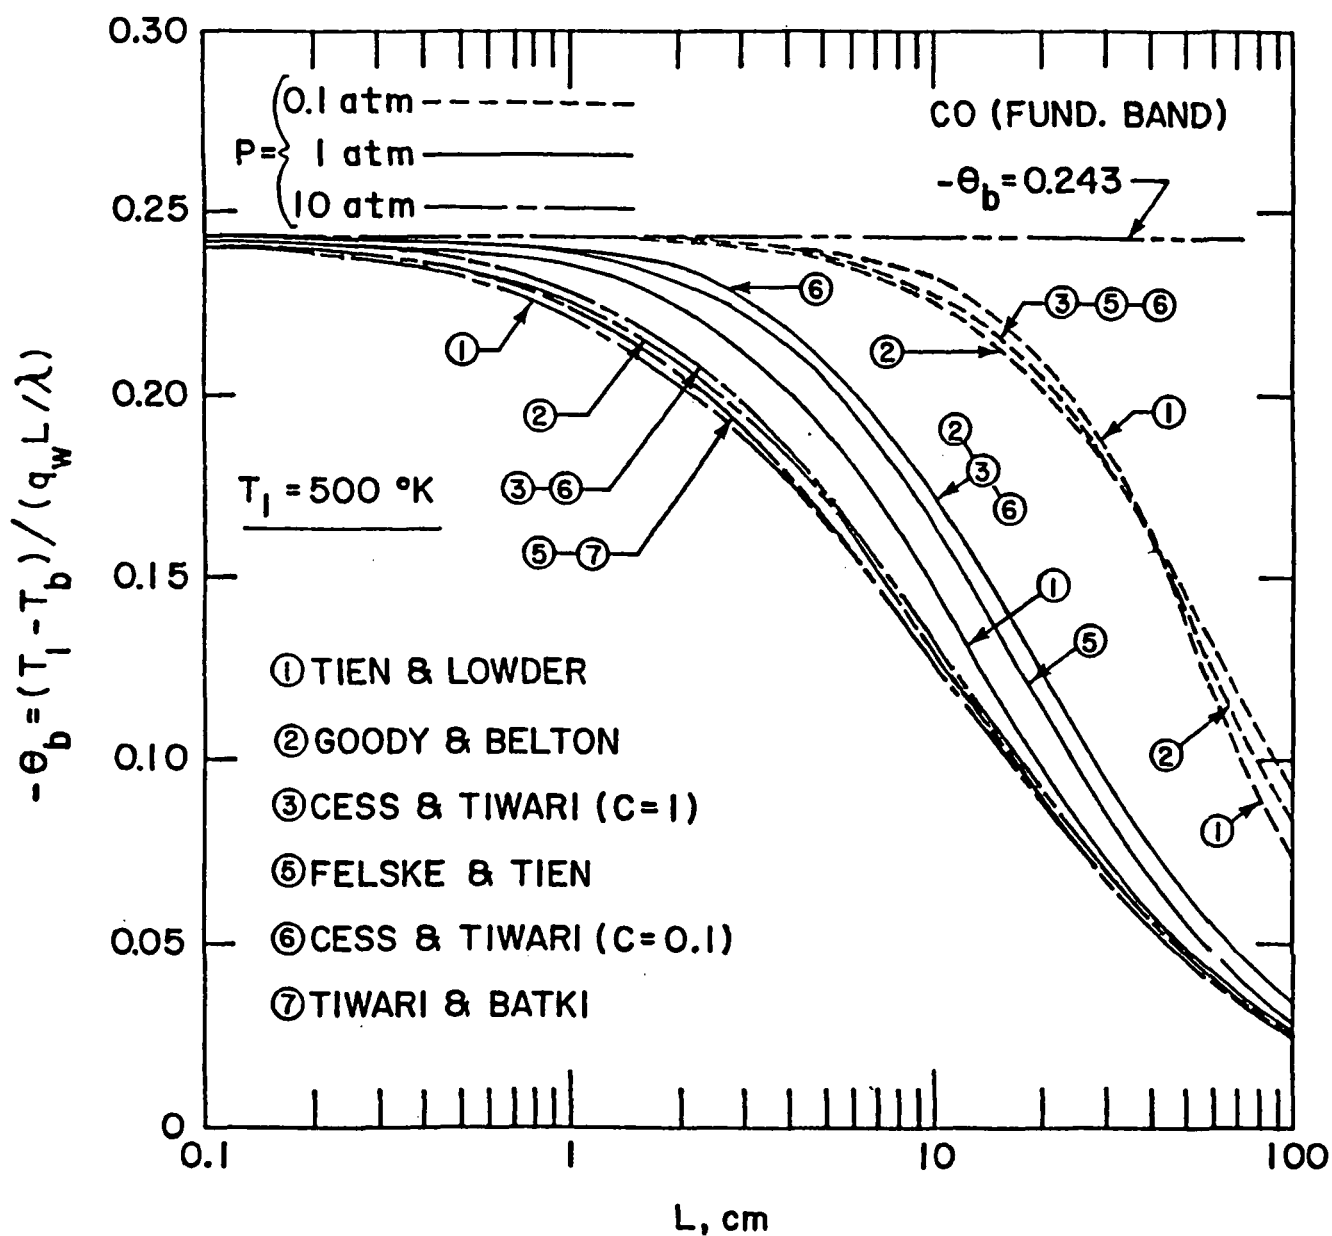 0.30
0.1 atm
CO (FUND. BAND)
P= 1 atm
-θb=0.243
10 atm
0.25
⑥
③-⑤-⑥
①
②
0.20
①
②
②
③
③-⑥
⑥
T1 = 500 °K
⑤-⑦
0.15
①
⑤
① TIEN & LOWDER
② GOODY & BELTON
②
0.10
③ CESS & TIWARI (C=1)
①
⑤ FELSKE & TIEN
0.05
⑥ CESS & TIWARI (C=0.1)
⑦ TIWARI & BATKI
0
0.1
1
10
100
L, cm
-θb=(T1-Tb)/(qwL/λ)